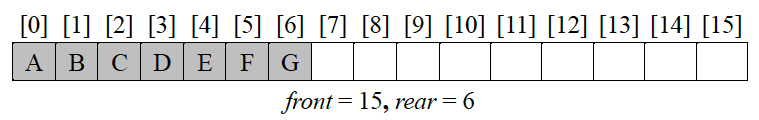 [0] [1] [2] [3] [4] [5] [6] [7] [8] [9] [10] [11] [12] [13] [14] [15]
A B C D E F G
front = 15, rear = 6